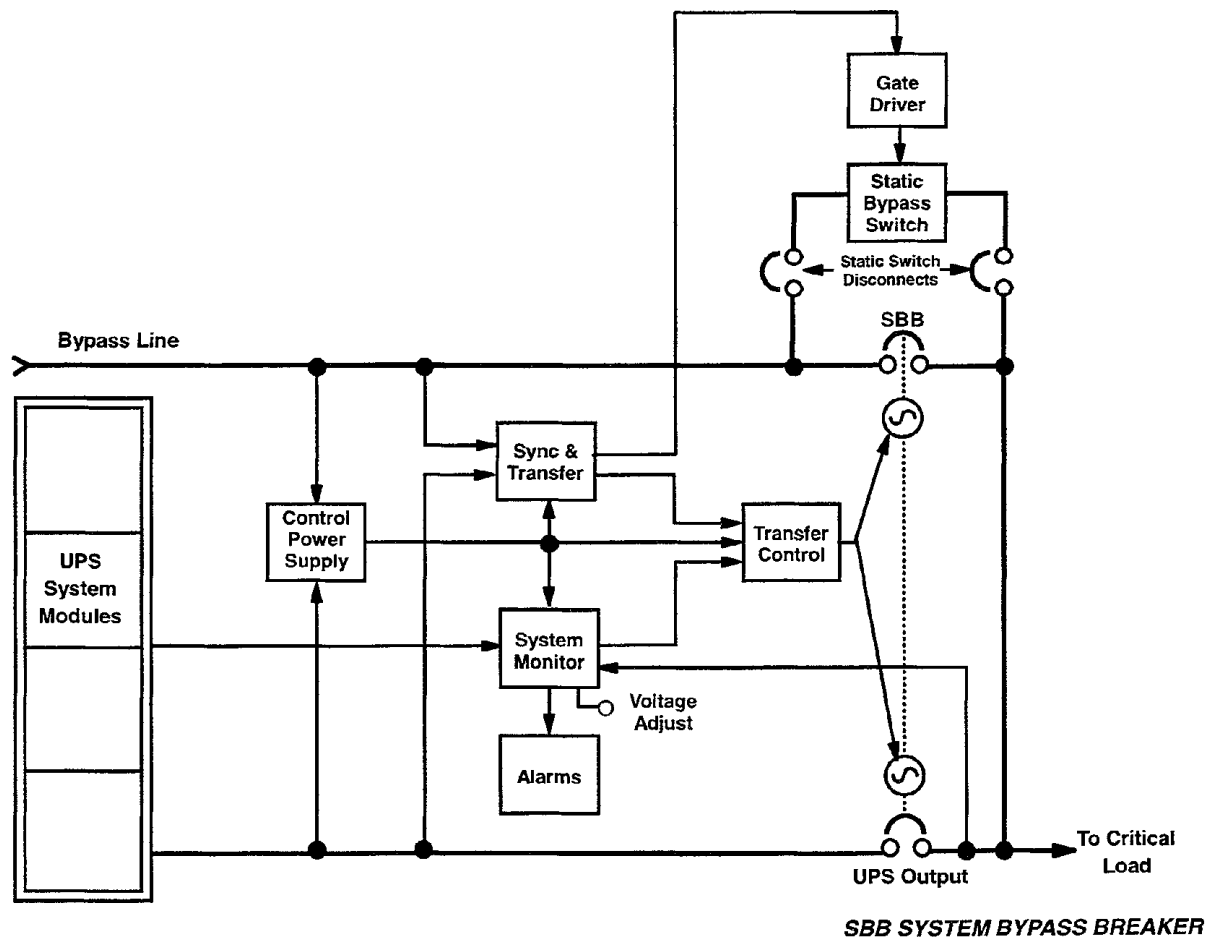 Gate
Driver
Static
Bypass
Switch
Static Switch
Disconnects
SBB
Bypass Line
Sync &
Transfer
Control
Power
Supply
Transfer
Control
UPS
System
Modules
System
Monitor
Voltage
Adjust
Alarms
To Critical
Load
UPS Output
SBB SYSTEM BYPASS BREAKER